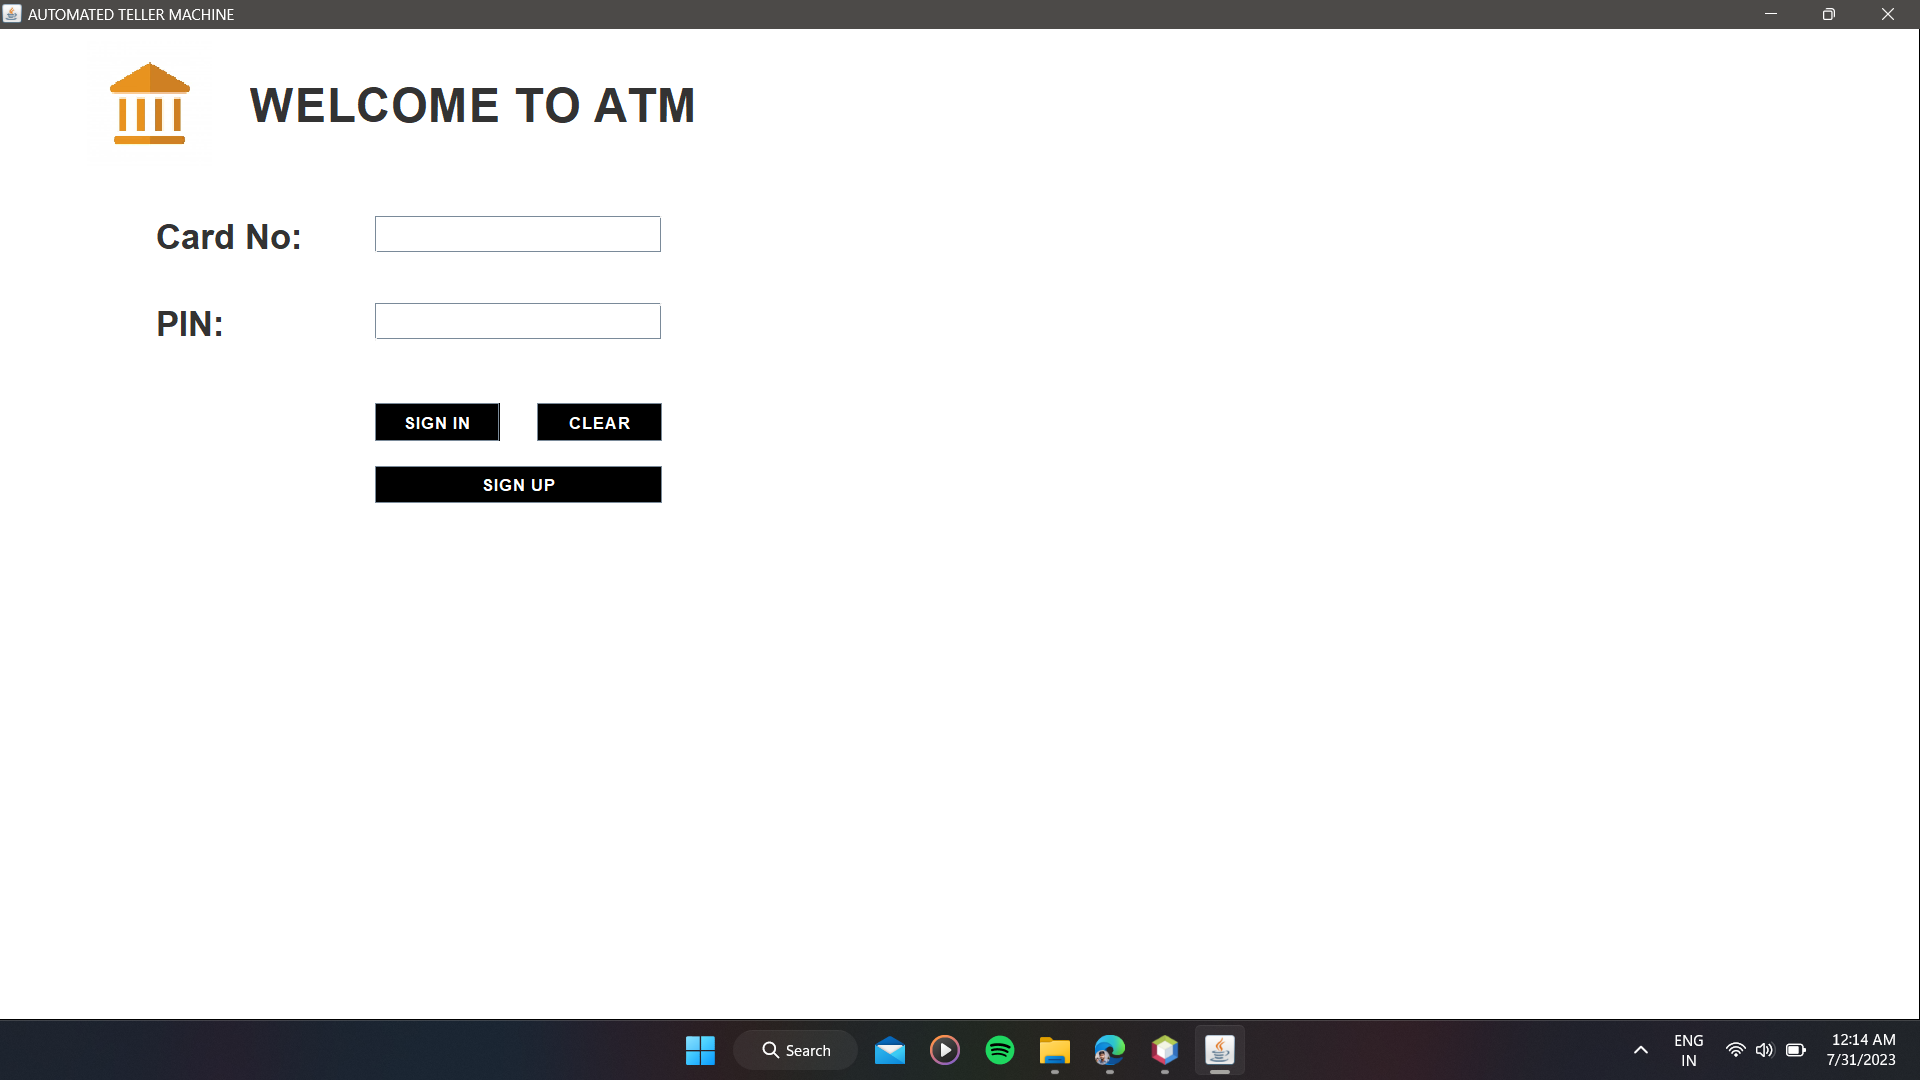 AUTOMATED TELLER MACHINE
WELCOME TO ATM
Card No:
PIN:
SIGN IN CLEAR
SIGN UP
Search
ENG
IN
12:14 AM
7/31/2023